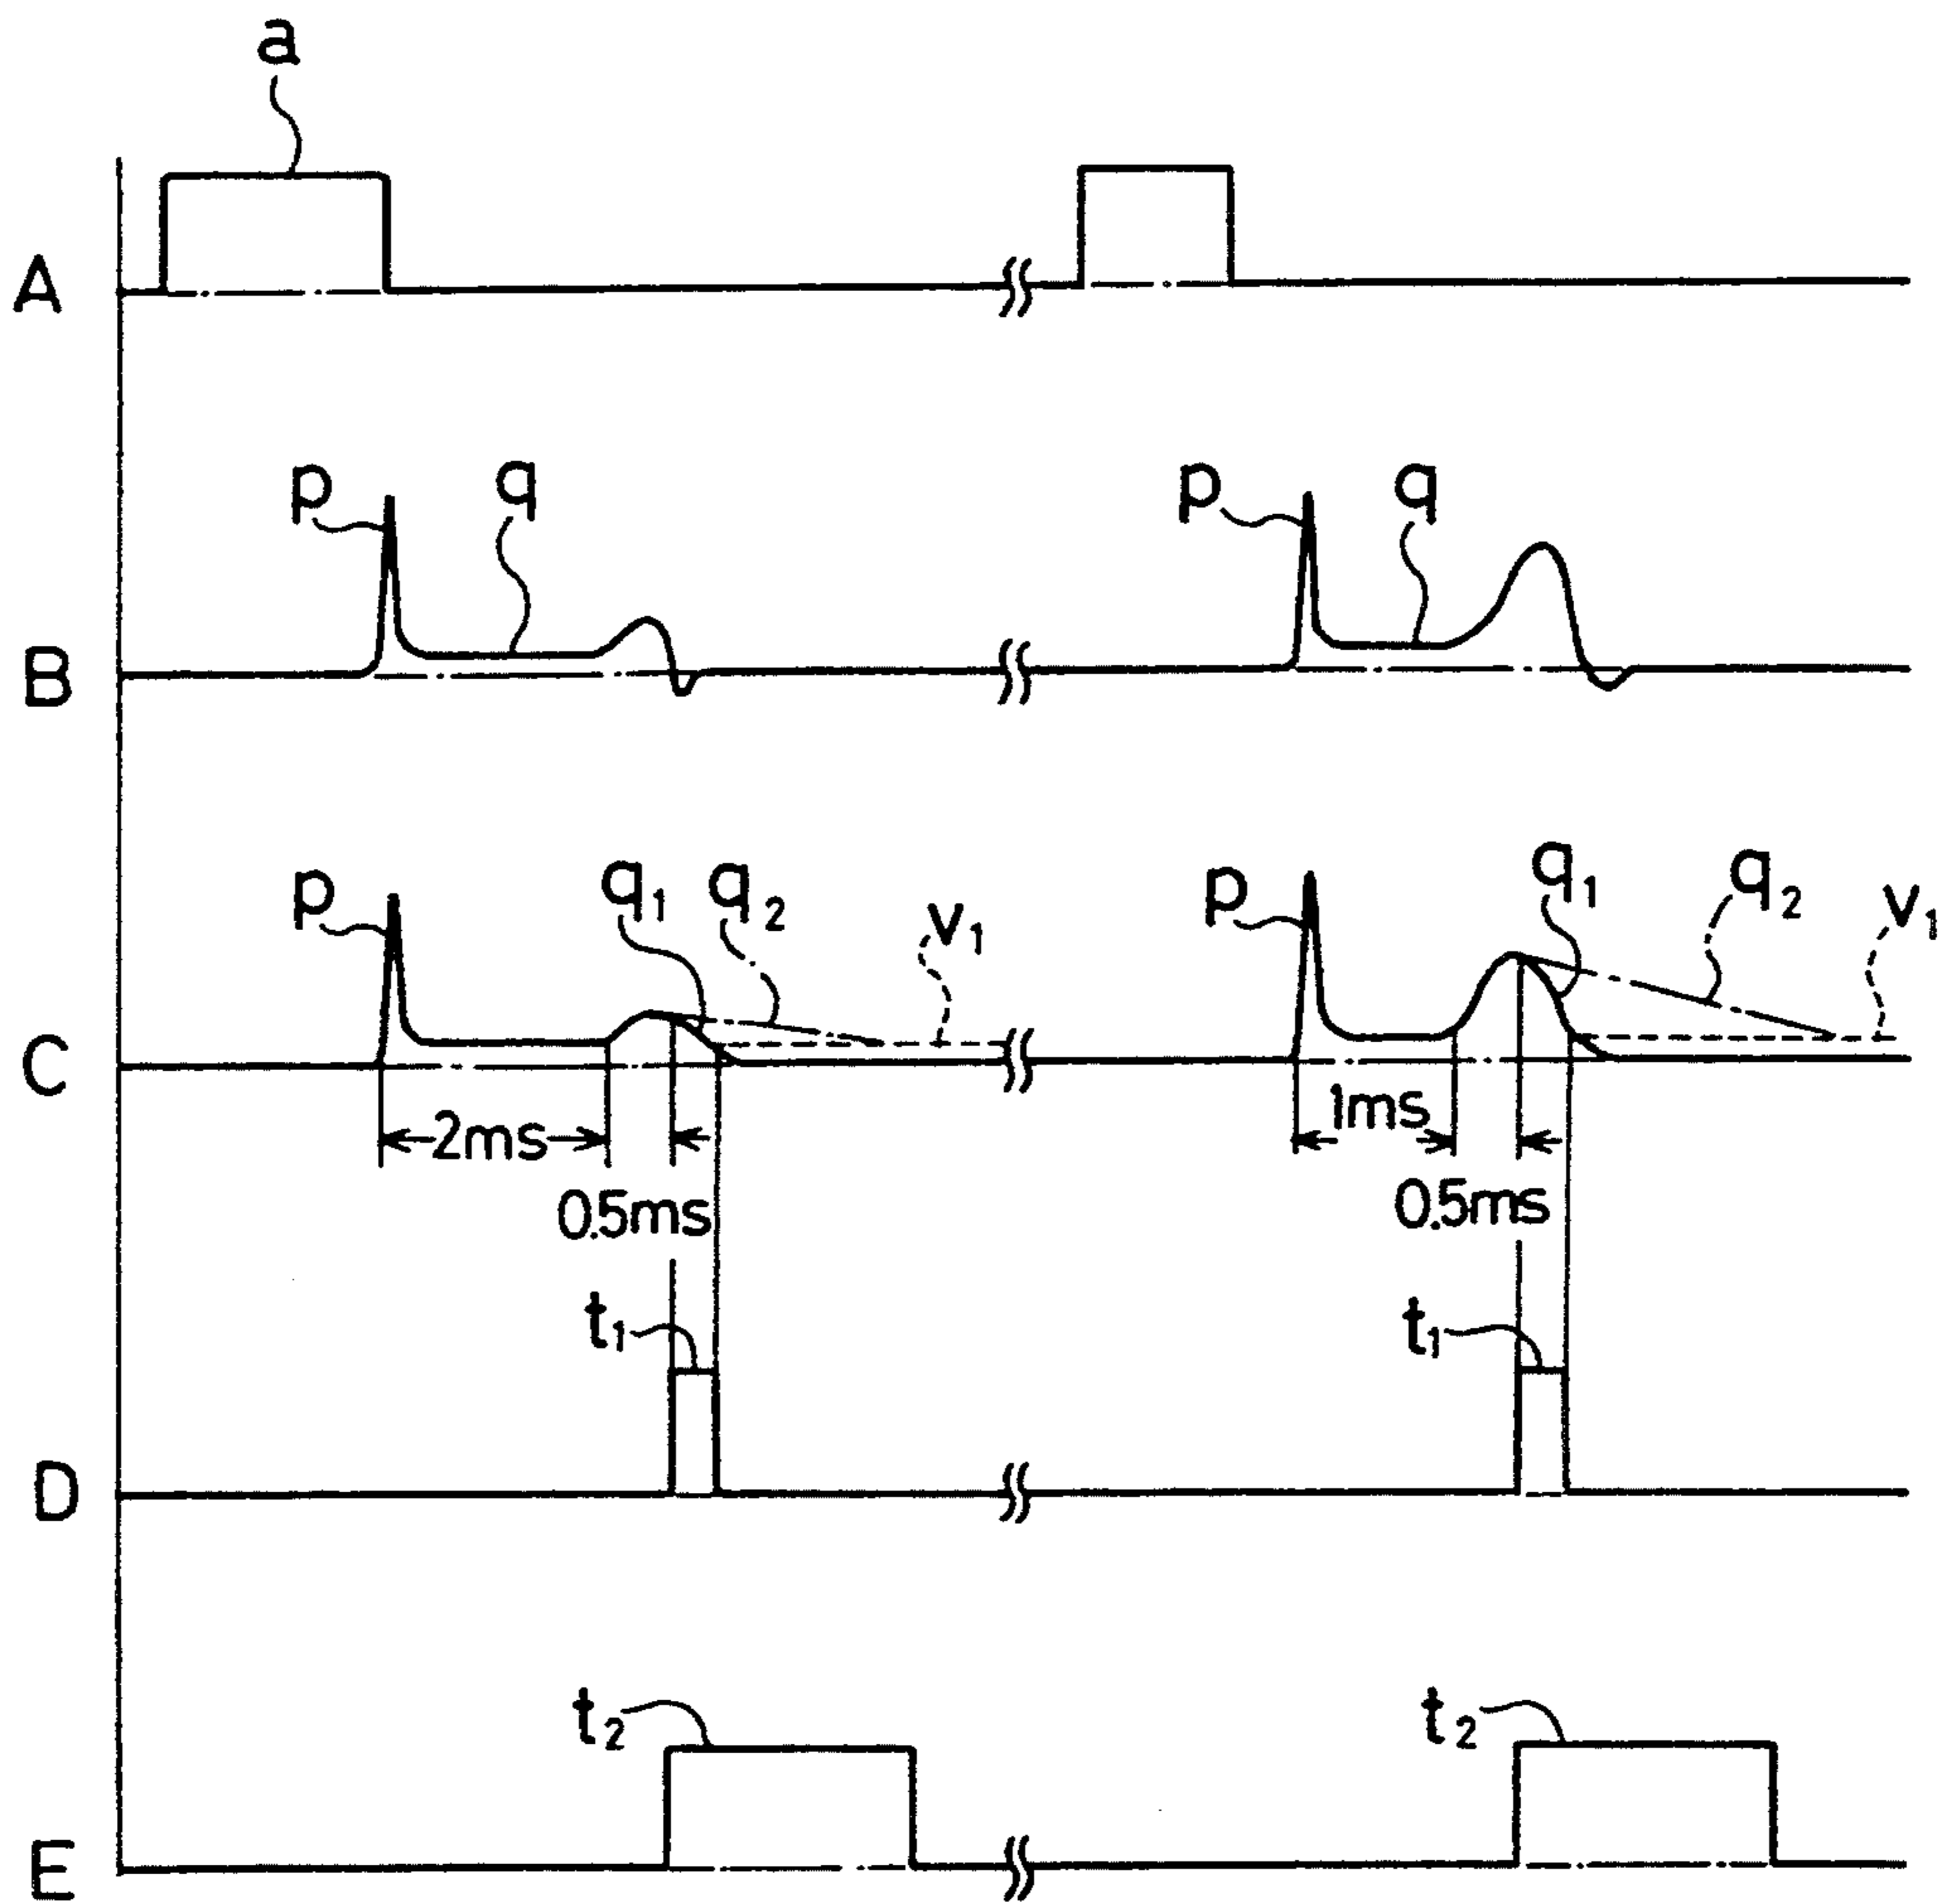 a
A
p q p q
B
p q₁ q₂ v₁ p q₁ q₂ v₁
C
2ms 1ms
0.5ms 0.5ms
t₁ t₁
D
t₂ t₂
E